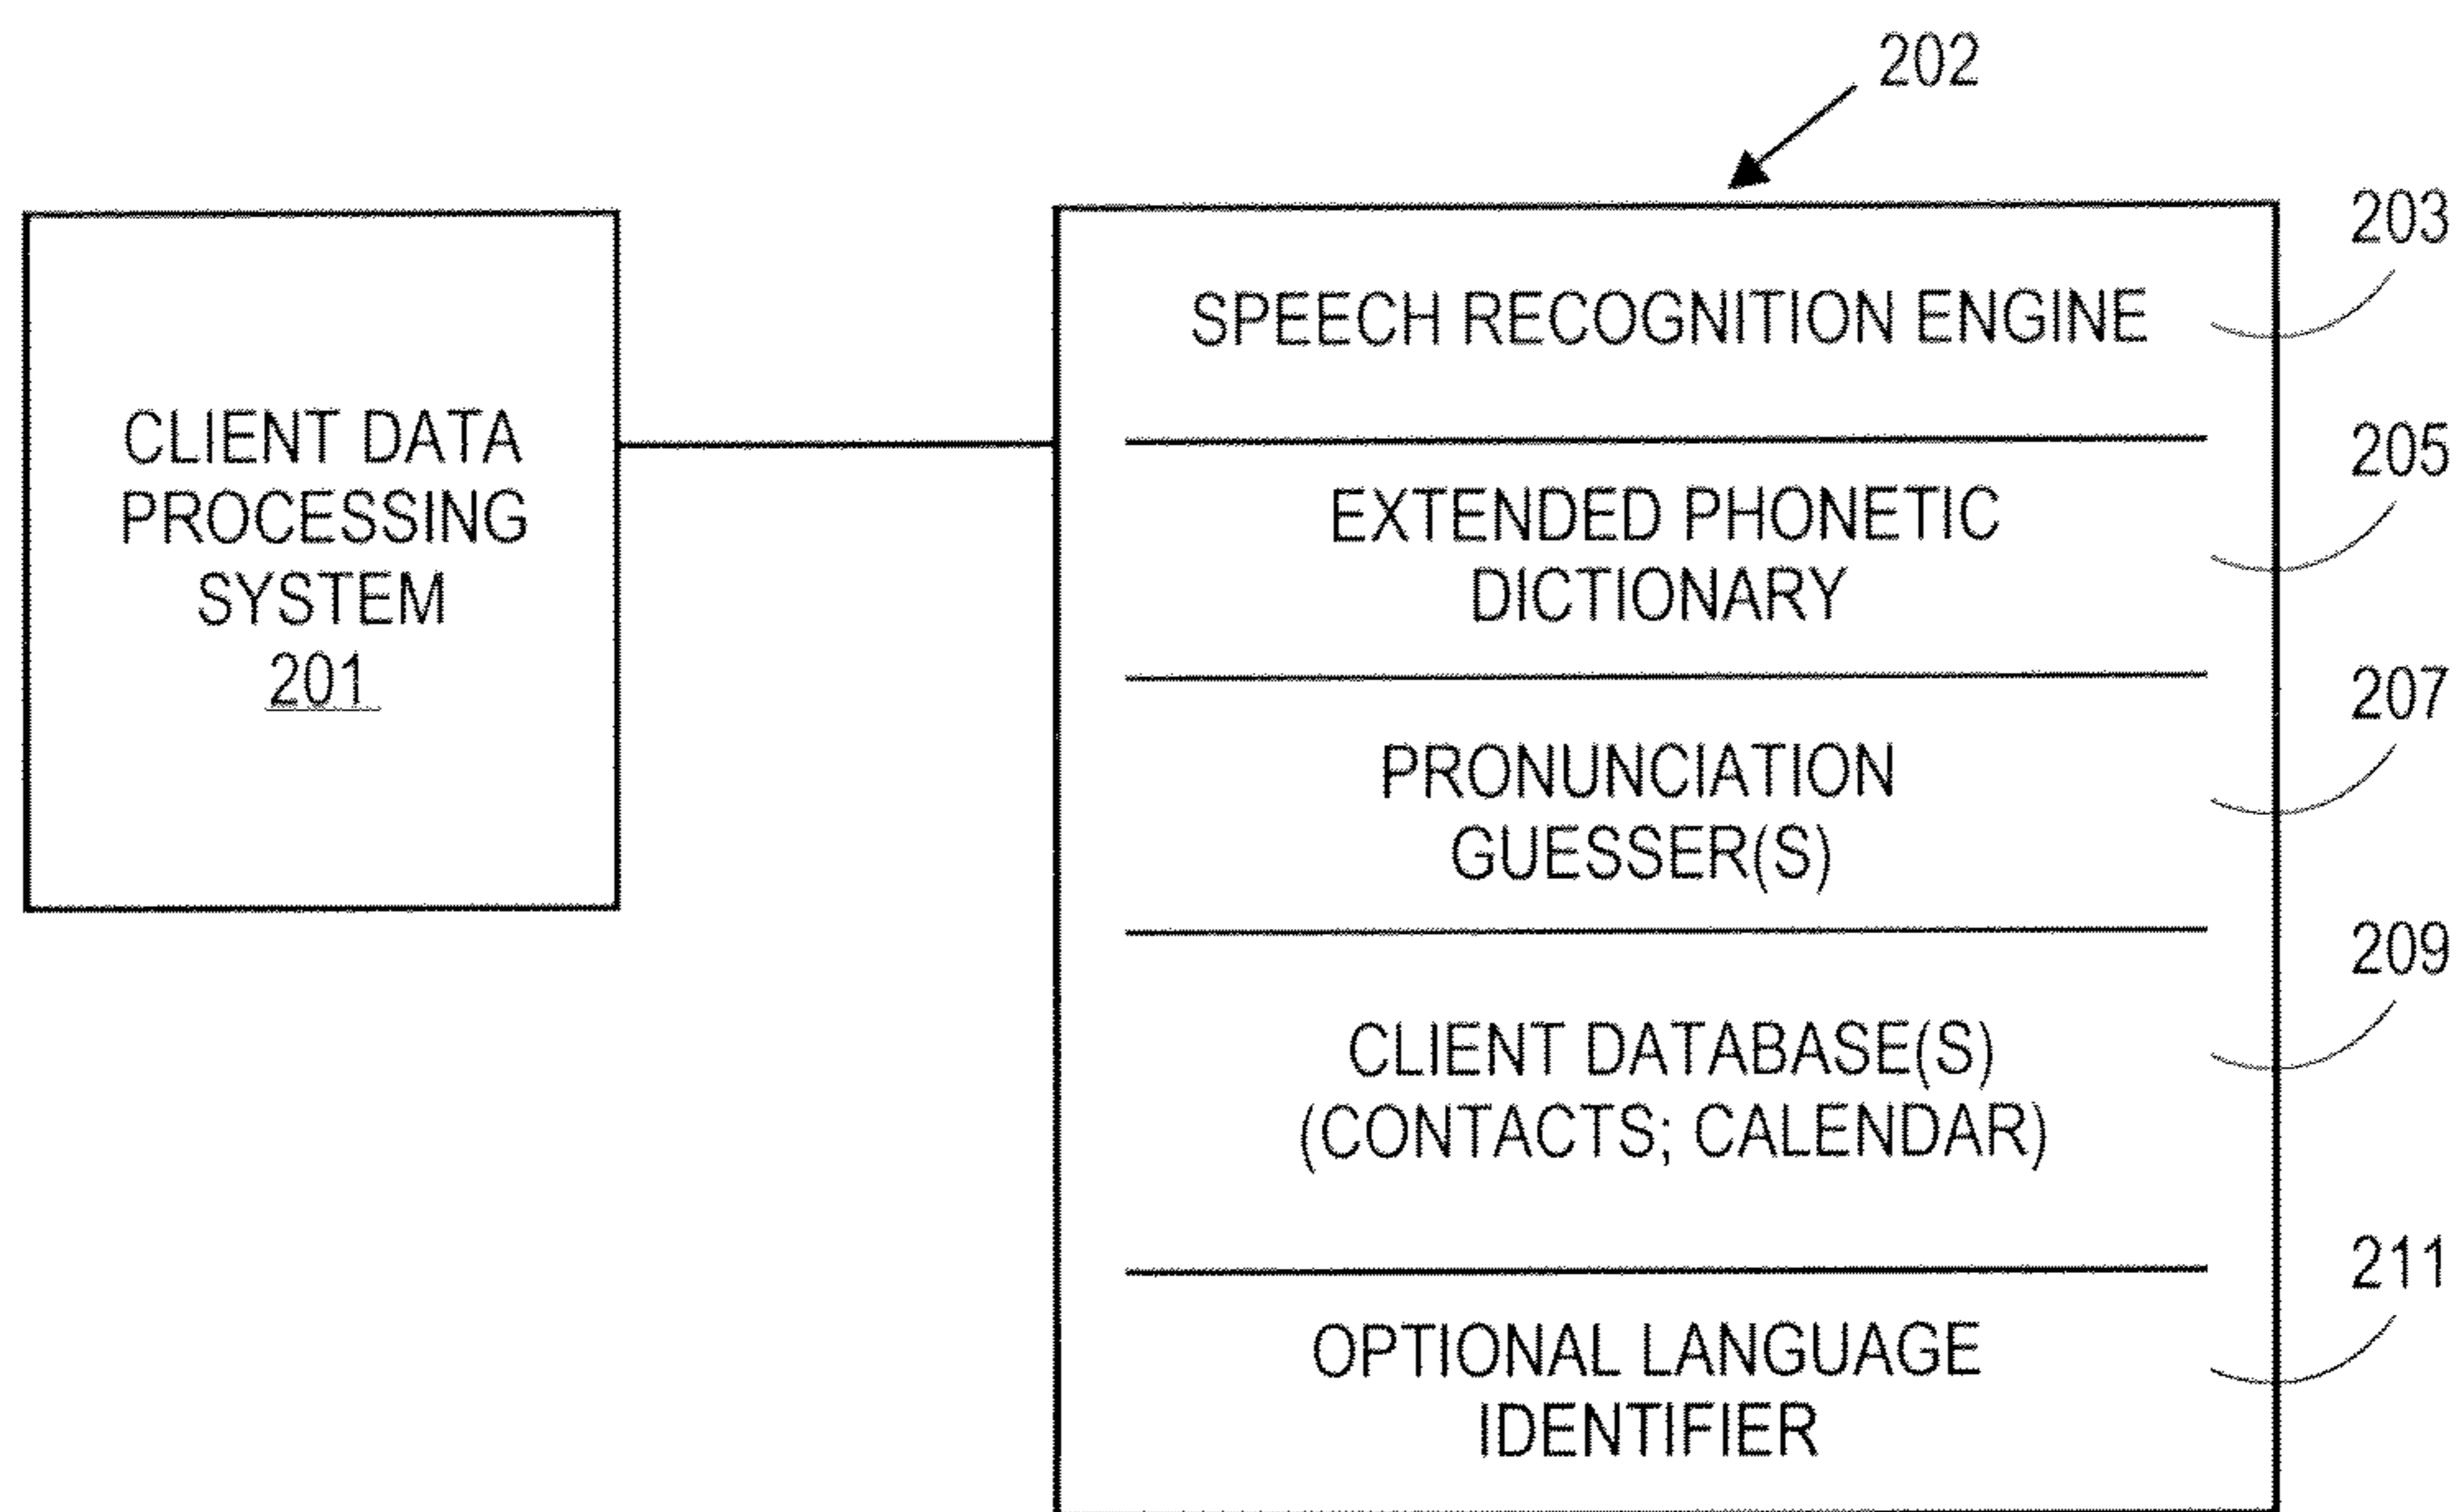 202
203
SPEECH RECOGNITION ENGINE
CLIENT DATA
PROCESSING
SYSTEM
201
205
EXTENDED PHONETIC
DICTIONARY
207
PRONUNCIATION
GUESSER(S)
209
CLIENT DATABASE(S)
(CONTACTS; CALENDAR)
211
OPTIONAL LANGUAGE
IDENTIFIER